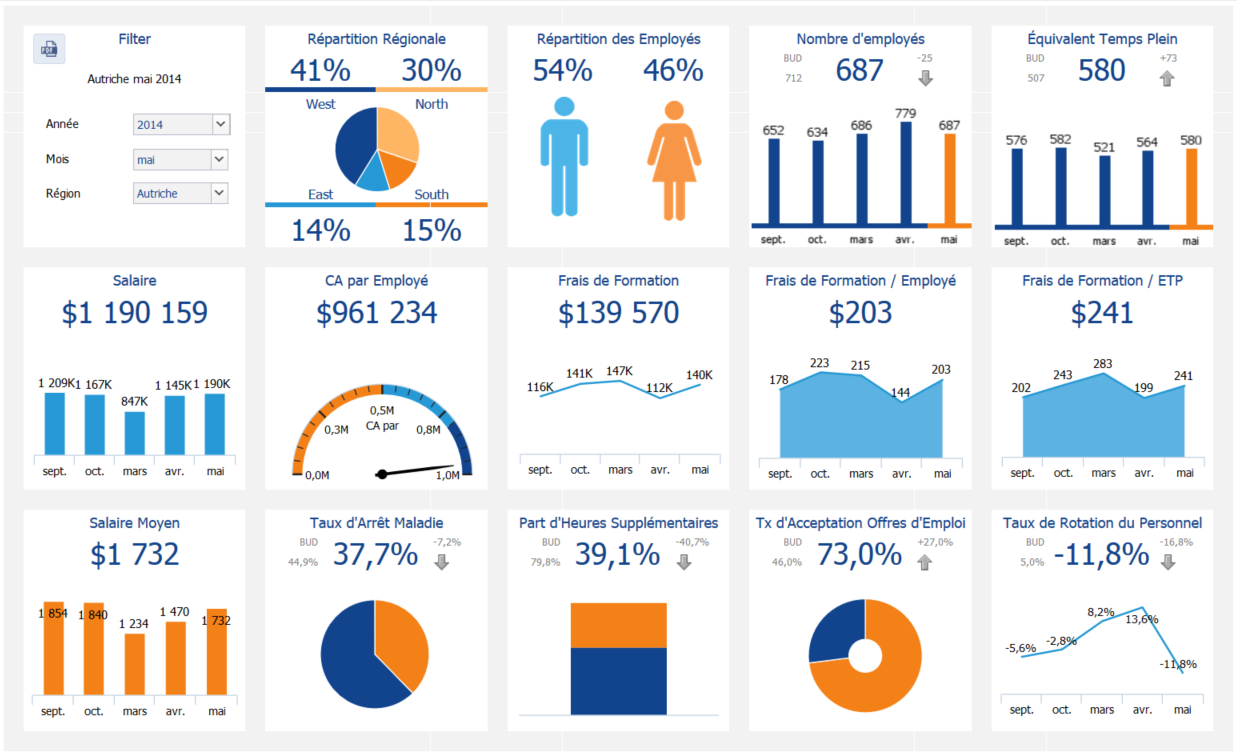 Filter
PDF
Autriche mai 2014
Année 2014
Mois mai
Région Autriche
Répartition Régionale
41% 30%
West North
East South
14% 15%
Répartition des Employés
54% 46%
Nombre d'employés
BUD 687 -25
712
652 634 686 779 687
sept. oct. mars avr. mai
Équivalent Temps Plein
BUD 580 +73
507
576 582 521 564 580
sept. oct. mars avr. mai
Salaire
$1 190 159
1 209K 1 167K 847K 1 145K 1 190K
sept. oct. mars avr. mai
CA par Employé
$961 234
0,5M
CA par
0,3M 0,8M
0,0M 1,0M
Frais de Formation
$139 570
116K 141K 147K 112K 140K
sept. oct. mars avr. mai
Frais de Formation / Employé
$203
178 223 215 144 203
sept. oct. mars avr. mai
Frais de Formation / ETP
$241
202 243 283 199 241
sept. oct. mars avr. mai
Salaire Moyen
$1 732
1 854 1 840 1 234 1 470 1 732
sept. oct. mars avr. mai
Taux d'Arrêt Maladie
BUD 37,7% -7,2%
44,9%
Part d'Heures Supplémentaires
BUD 39,1% -40,7%
79,8%
Tx d'Acceptation Offres d'Emploi
BUD 73,0% +27,0%
46,0%
Taux de Rotation du Personnel
BUD -11,8% -16,8%
5,0%
-5,6% -2,8% 8,2% 13,6% -11,8%
sept. oct. mars avr. mai